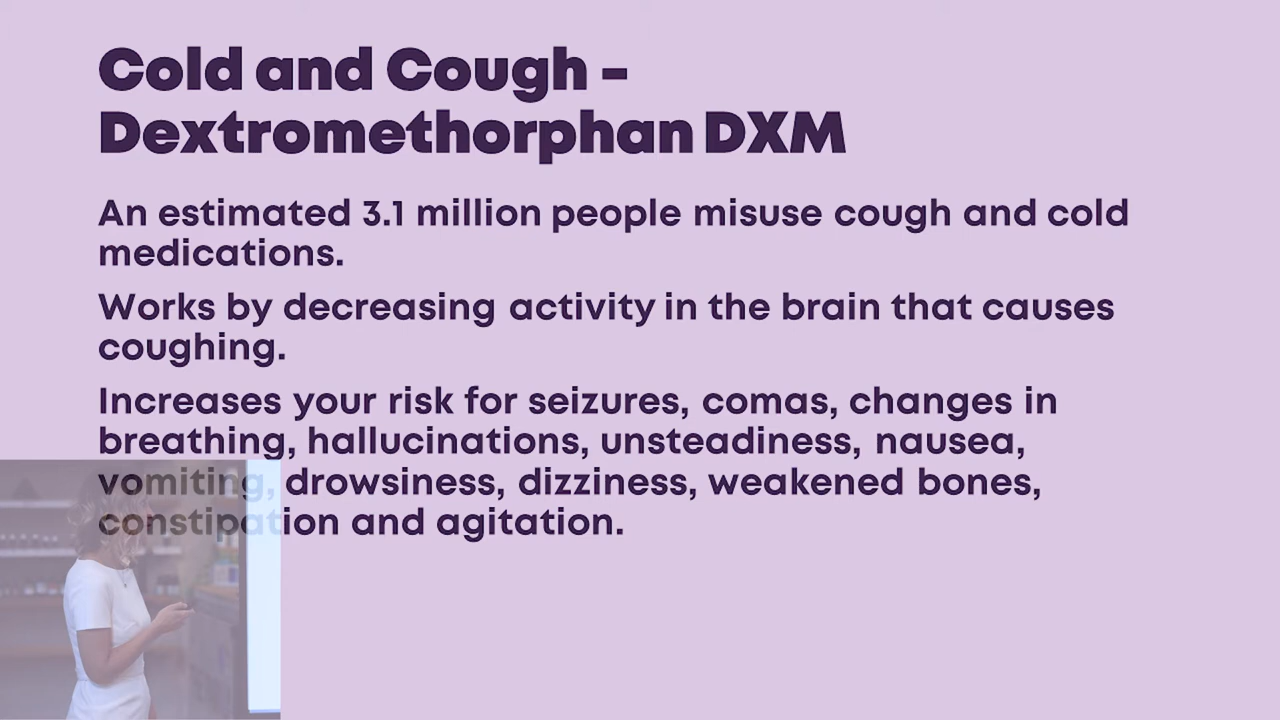 Cold and Cough –
Dextromethorphan DXM
An estimated 3.1 million people misuse cough and cold
medications.
Works by decreasing activity in the brain that causes
coughing.
Increases your risk for seizures, comas, changes in
breathing, hallucinations, unsteadiness, nausea,
vomiting, drowsiness, dizziness, weakened bones,
constipation and agitation.